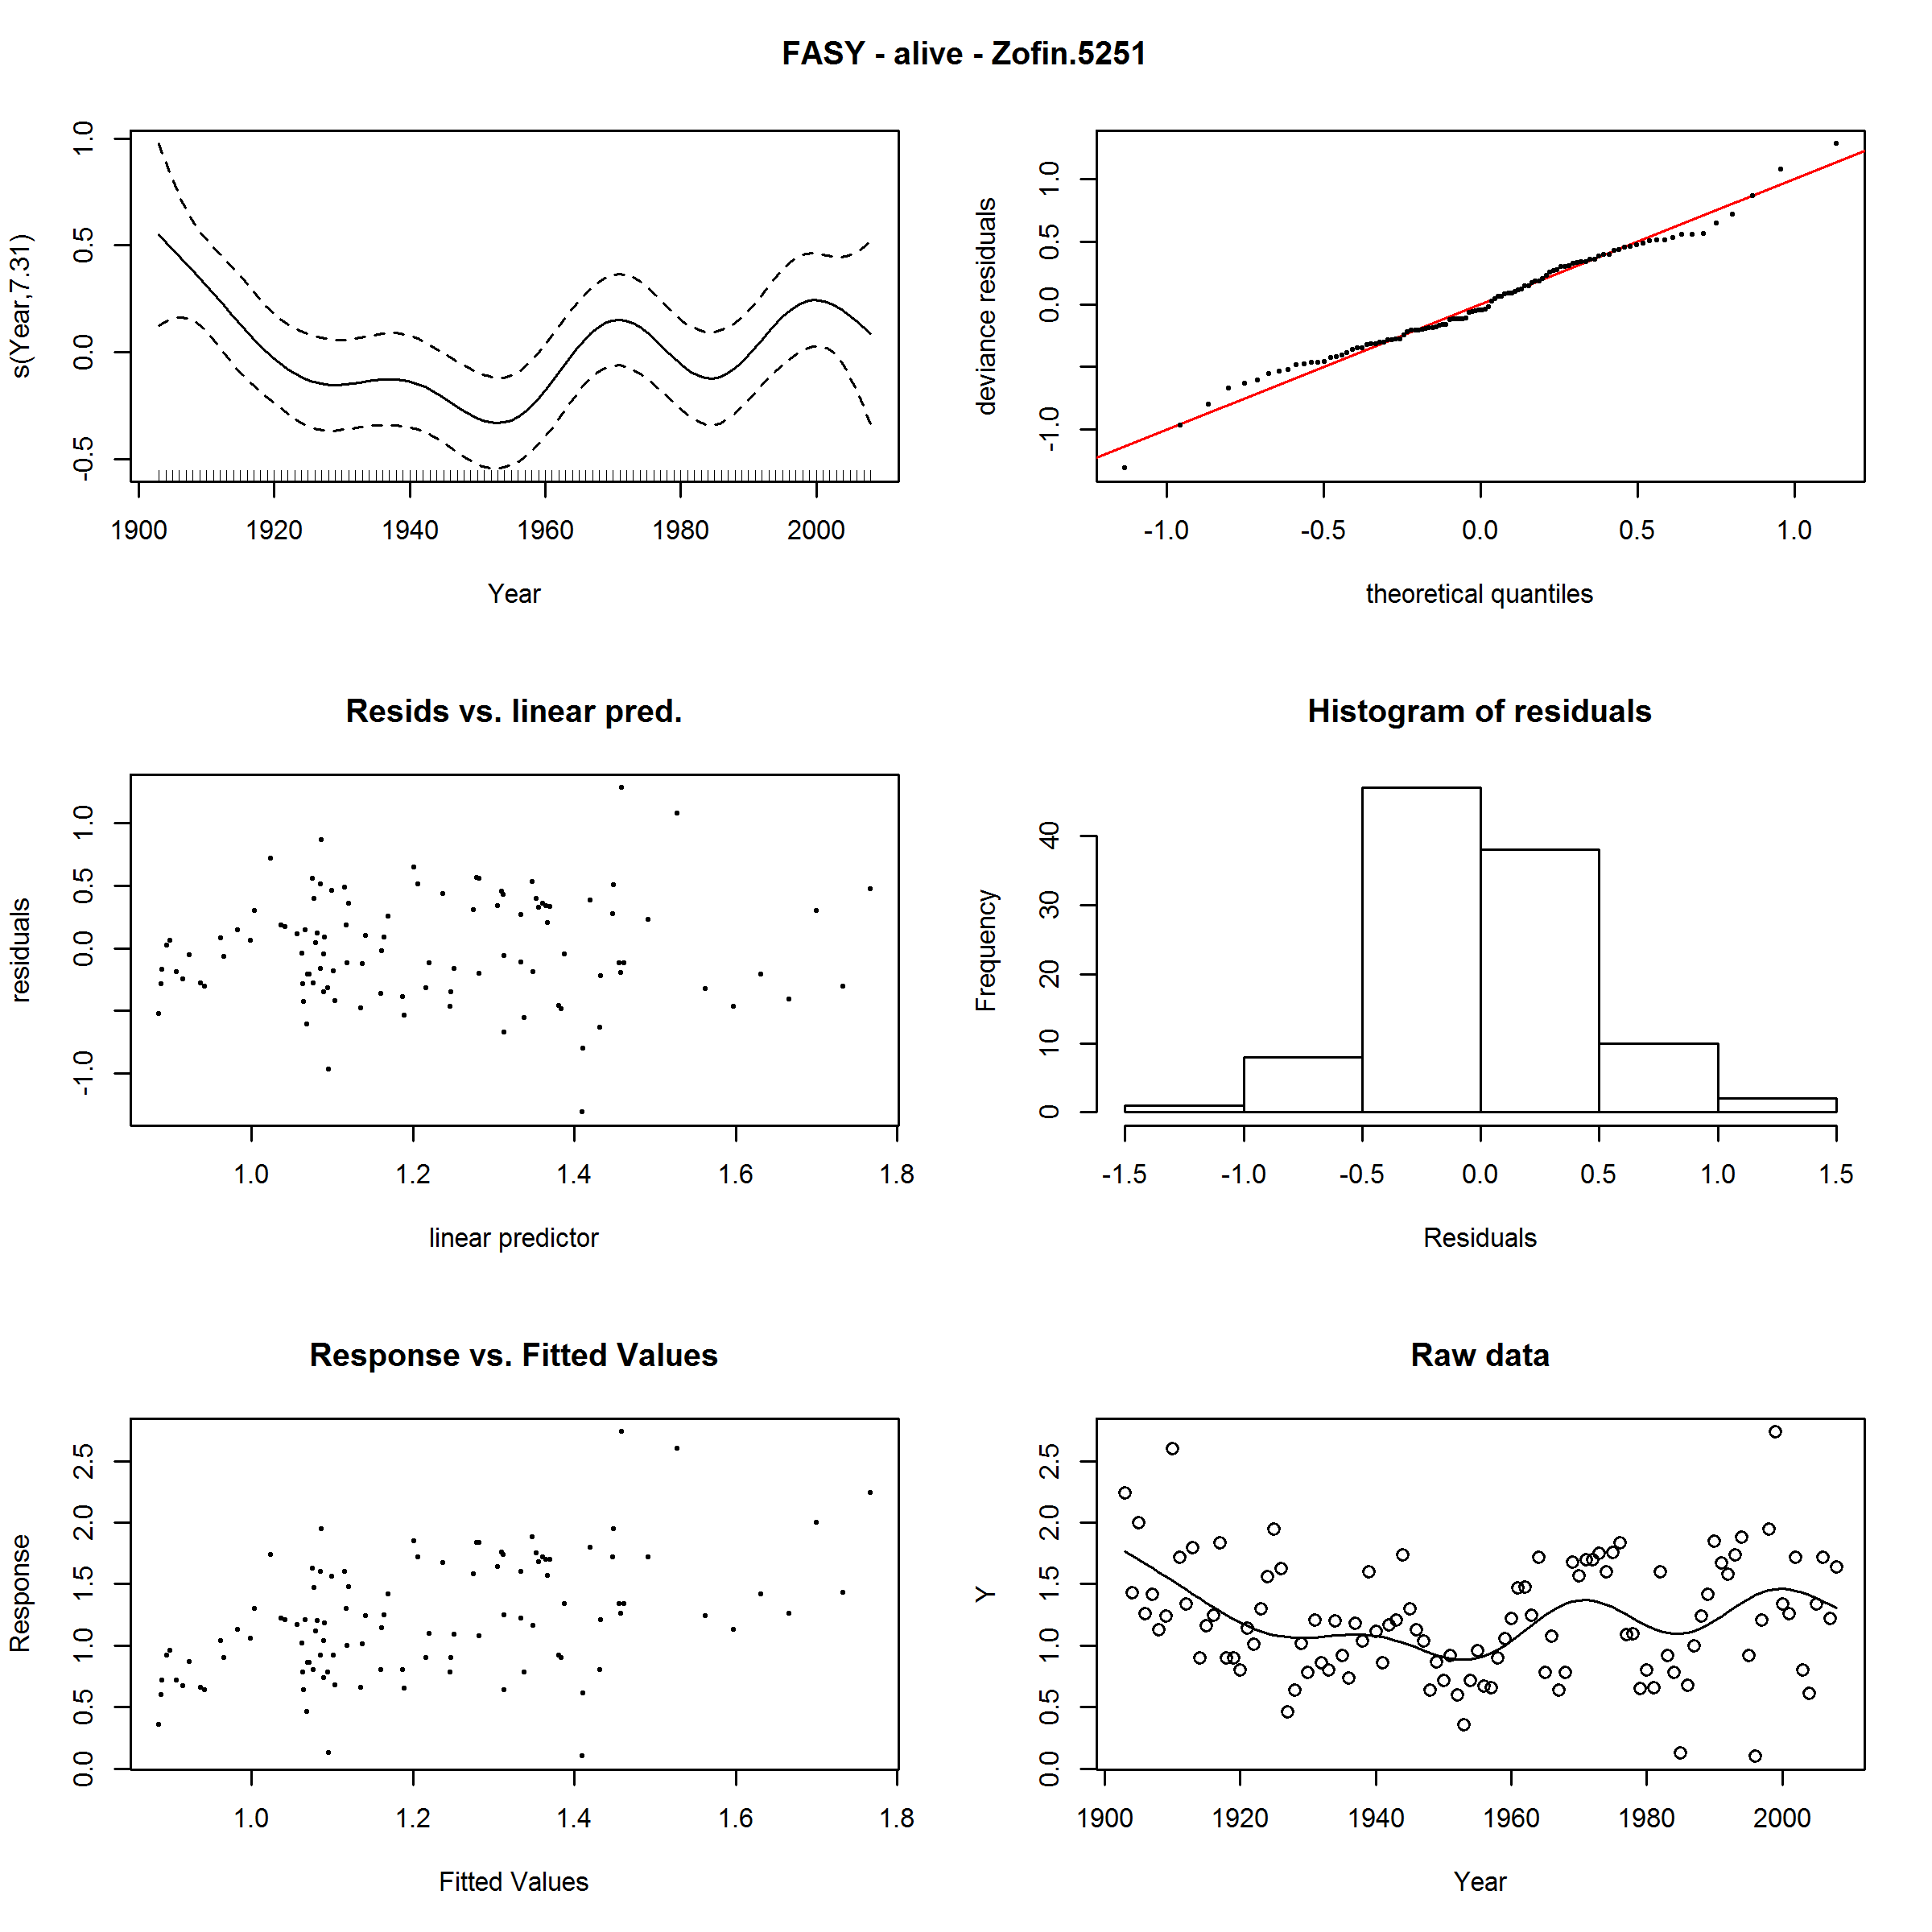 FASY - alive - Zofin.5251
s(Year,7.31)
1.0
0.5
0.0
-0.5
1900 1920 1940 1960 1980 2000
Year
deviance residuals
1.0
0.5
0.0
-1.0
-1.0 -0.5 0.0 0.5 1.0
theoretical quantiles
Resids vs. linear pred.
residuals
1.0
0.5
0.0
-1.0
1.0 1.2 1.4 1.6 1.8
linear predictor
Histogram of residuals
Frequency
40
30
20
10
0
-1.5 -1.0 -0.5 0.0 0.5 1.0 1.5
Residuals
Response vs. Fitted Values
Response
2.5
2.0
1.5
1.0
0.5
0.0
1.0 1.2 1.4 1.6 1.8
Fitted Values
Raw data
Y
2.5
2.0
1.5
1.0
0.5
0.0
1900 1920 1940 1960 1980 2000
Year